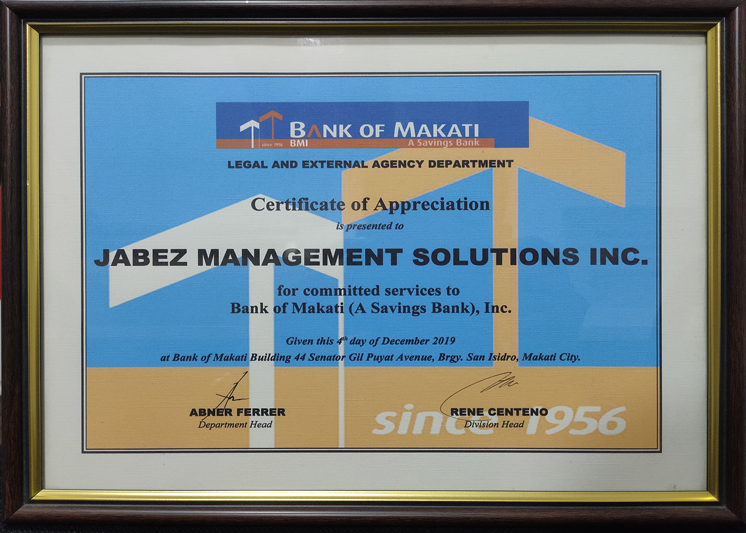 BANK OF MAKATI
since 1956 BMI A Savings Bank
LEGAL AND EXTERNAL AGENCY DEPARTMENT
Certificate of Appreciation
is presented to
JABEZ MANAGEMENT SOLUTIONS INC.
for committed services to
Bank of Makati (A Savings Bank), Inc.
Given this 4th day of December 2019
at Bank of Makati Building 44 Senator Gil Puyat Avenue, Brgy. San Isidro, Makati City.
ABNER FERRER RENE CENTENO
Department Head Division Head
since 1956